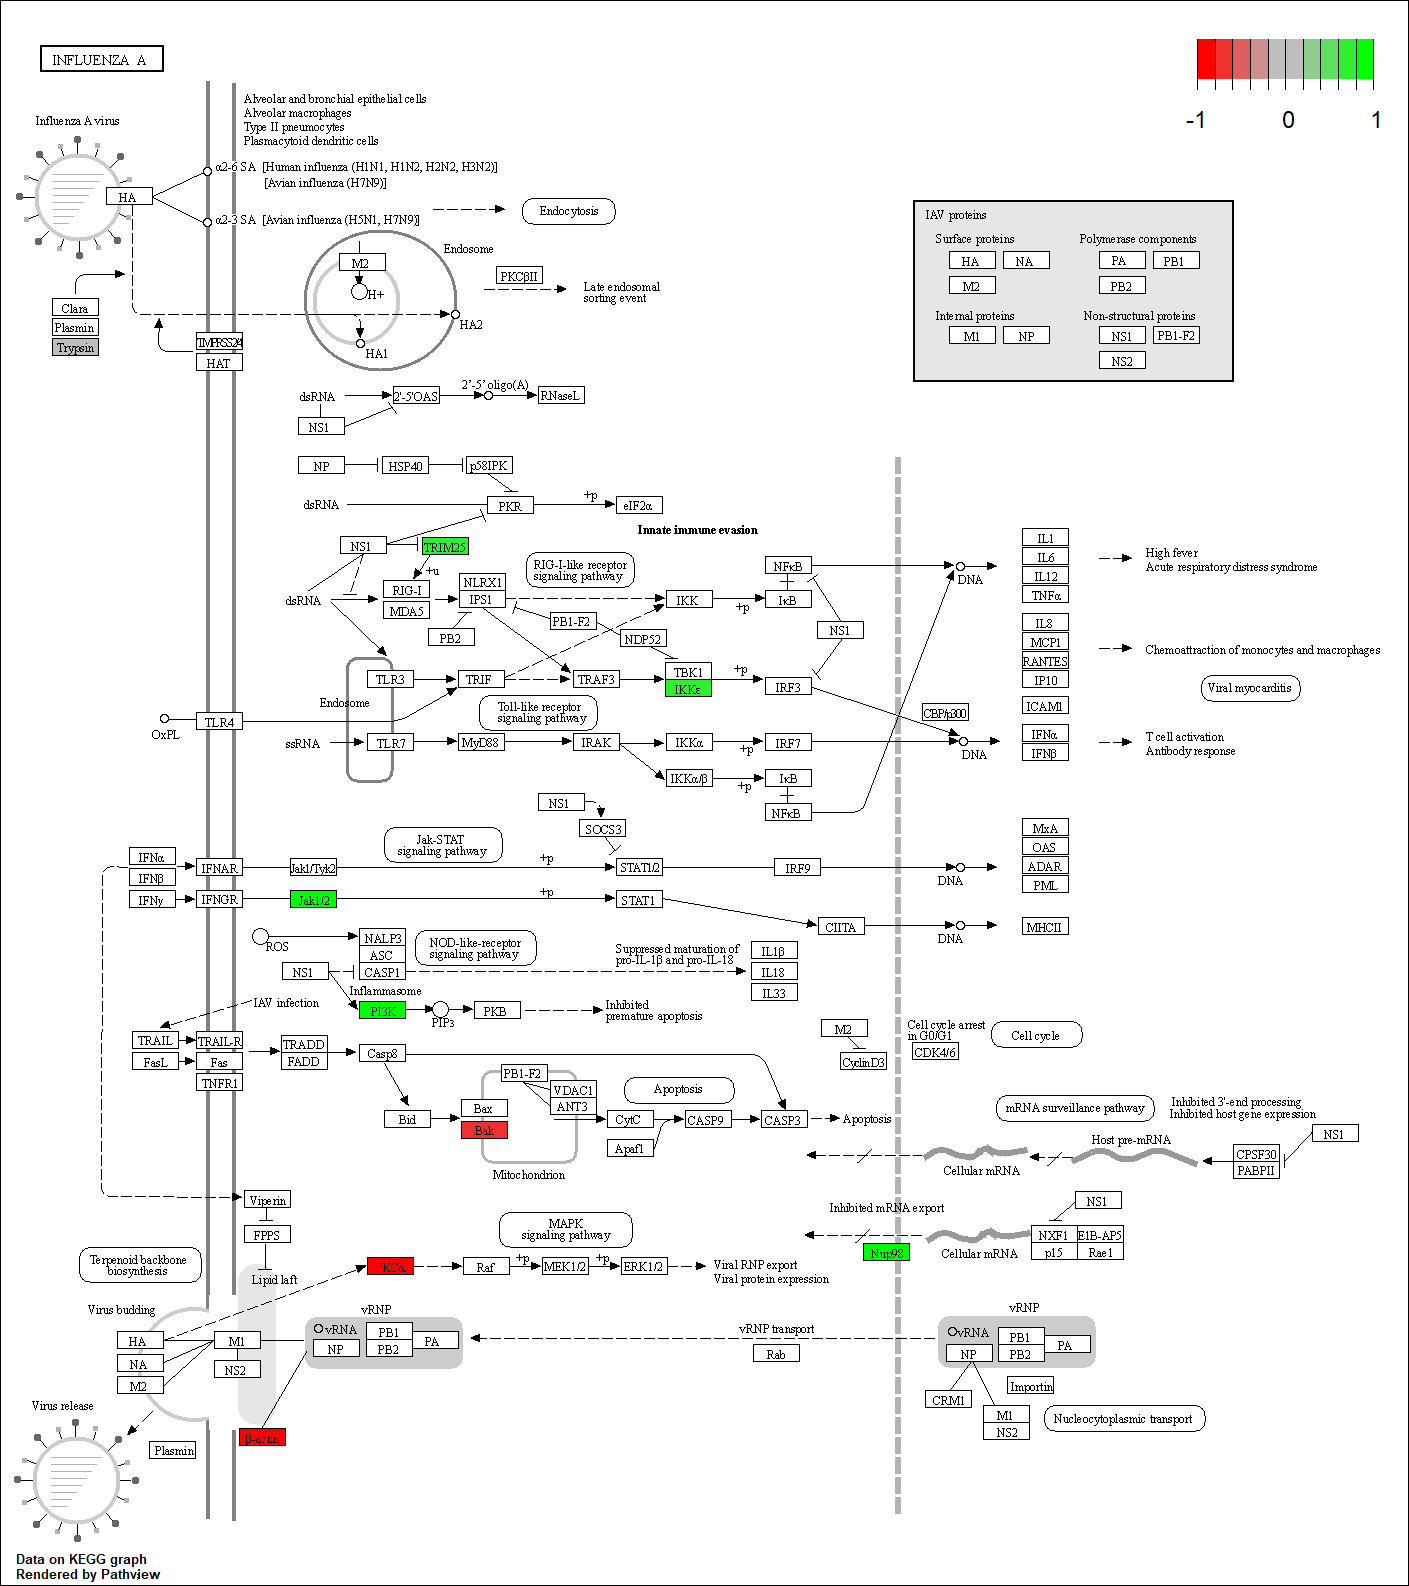 INFLUENZA A
-1 0 1
Alveolar and bronchial epithelial cells
Alveolar macrophages
Type II pneumocytes
Plasmacytoid dendritic cells
Influenza A virus
HA
α2-6 SA [Human influenza (H1N1, H1N2, H2N2, H3N2)]
[Avian influenza (H7N9)]
α2-3 SA [Avian influenza (H5N1, H7N9)]
Endocytosis
Endosome
M2
H+
HA1
HA2
PKCβII
Late endosomal
sorting event
Clara
Plasmin
Trypsin
HAT
IAV proteins
Surface proteins
HA
NA
M2
Polymerase components
PA
PB1
PB2
Internal proteins
M1
NP
Non-structural proteins
NS1
PB1-F2
NS2
dsRNA
2'-5'OAS
2'-5' oligo(A)
RNaseL
NS1
NP
HSP40
p58IPK
dsRNA
PKR
+p
eIF2α
Innate immune evasion
NS1
TRIM25
+u
RIG-I
MDA5
dsRNA
NLRX1
IPS1
PB2
RIG-I-like receptor
signaling pathway
PB1-F2
NDP52
IKK
+p
NFκB
IκB
NS1
DNA
TLR3
TRIF
TRAF3
TBK1
IKKε
+p
IRF3
Endosome
Toll-like receptor
signaling pathway
OxPL
TLR4
ssRNA
TLR7
MyD88
IRAK
IKKα
+p
IRF7
CBP/p300
DNA
IKKα/β
+p
IκB
NFκB
IL1
IL6
IL12
TNFα
High fever
Acute respiratory distress syndrome
IL8
MCP1
RANTES
IP10
ICAM1
Chemoattraction of monocytes and macrophages
Viral myocarditis
IFNα
IFNβ
T cell activation
Antibody response
NS1
SOCS3
Jak-STAT
signaling pathway
IFNα
IFNβ
IFNγ
IFNAR
IFNGR
Jak1/Tyk2
Jak1/2
+p
+p
STAT1/2
STAT1
IRF9
CIITA
DNA
DNA
MxA
OAS
ADAR
PML
MHCII
ROS
NALP3
ASC
CASP1
NS1
Inflammasome
NOD-like-receptor
signaling pathway
Suppressed maturation of
pro-IL-1β and pro-IL-18
IL1β
IL18
IL33
IAV infection
PI3K
PIP3
PKB
Inhibited
premature apoptosis
TRAIL
FasL
TRAIL-R
Fas
TNFR1
TRADD
FADD
Casp8
Bid
Bax
Bak
PB1-F2
VDAC1
ANT3
Mitochondrion
Apoptosis
CytC
Apaf1
CASP9
CASP3
Apoptosis
M2
CyclinD3
Cell cycle arrest
in G0/G1
CDK4/6
Cell cycle
mRNA surveillance pathway
Inhibited 3'-end processing
Inhibited host gene expression
NS1
CPSF30
PABPII
Host pre-mRNA
Cellular mRNA
Inhibited mRNA export
NS1
NXF1
E1B-AP5
p15
Rae1
Cellular mRNA
Nup98
Viperin
FPPS
Lipid laft
Terpenoid backbone
biosynthesis
MAPK
signaling pathway
PKCα
Raf
+p
MEK1/2
+p
ERK1/2
Viral RNP export
Viral protein expression
Virus budding
HA
NA
M2
M1
NS2
vRNP
vRNA
NP
PB1
PB2
PA
vRNP transport
Rab
vRNP
vRNA
NP
PB1
PB2
PA
CRM1
Importin
M1
NS2
Nucleocytoplasmic transport
β-actin
Virus release
Plasmin
Data on KEGG graph
Rendered by Pathview